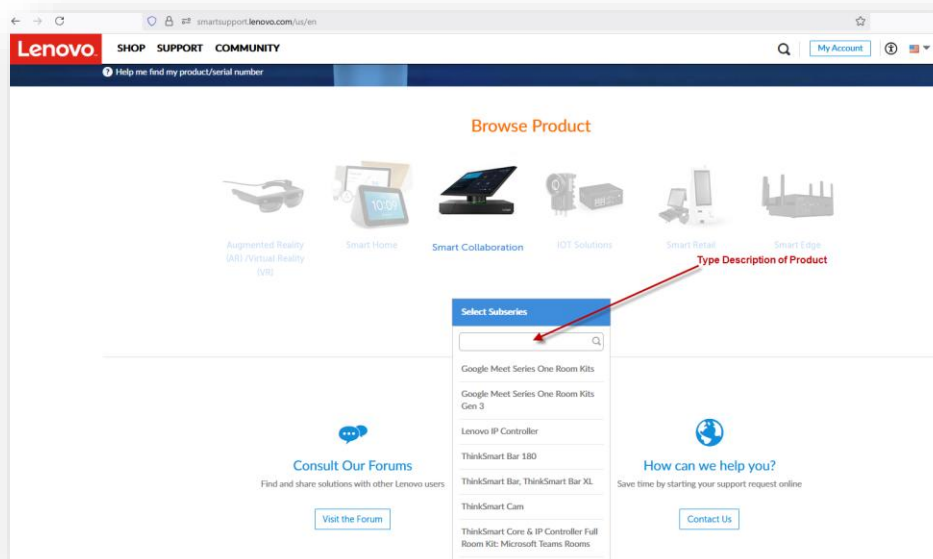 smartsupport.lenovo.com/us/en
Lenovo
SHOP SUPPORT COMMUNITY
My Account
Help me find my product/serial number
Browse Product
10:00
Augmented Reality
(AR) /Virtual Reality
(VR)
Smart Home
Smart Collaboration
IOT Solutions
Smart Retail
Smart Edge
Type Description of Product
Select Subseries
Google Meet Series One Room Kits
Google Meet Series One Room Kits
Gen 3
Lenovo IP Controller
ThinkSmart Bar 180
ThinkSmart Bar, ThinkSmart Bar XL
ThinkSmart Cam
ThinkSmart Core & IP Controller Full
Room Kit: Microsoft Teams Rooms
Consult Our Forums
Find and share solutions with other Lenovo users
Visit the Forum
How can we help you?
Save time by starting your support request online
Contact Us